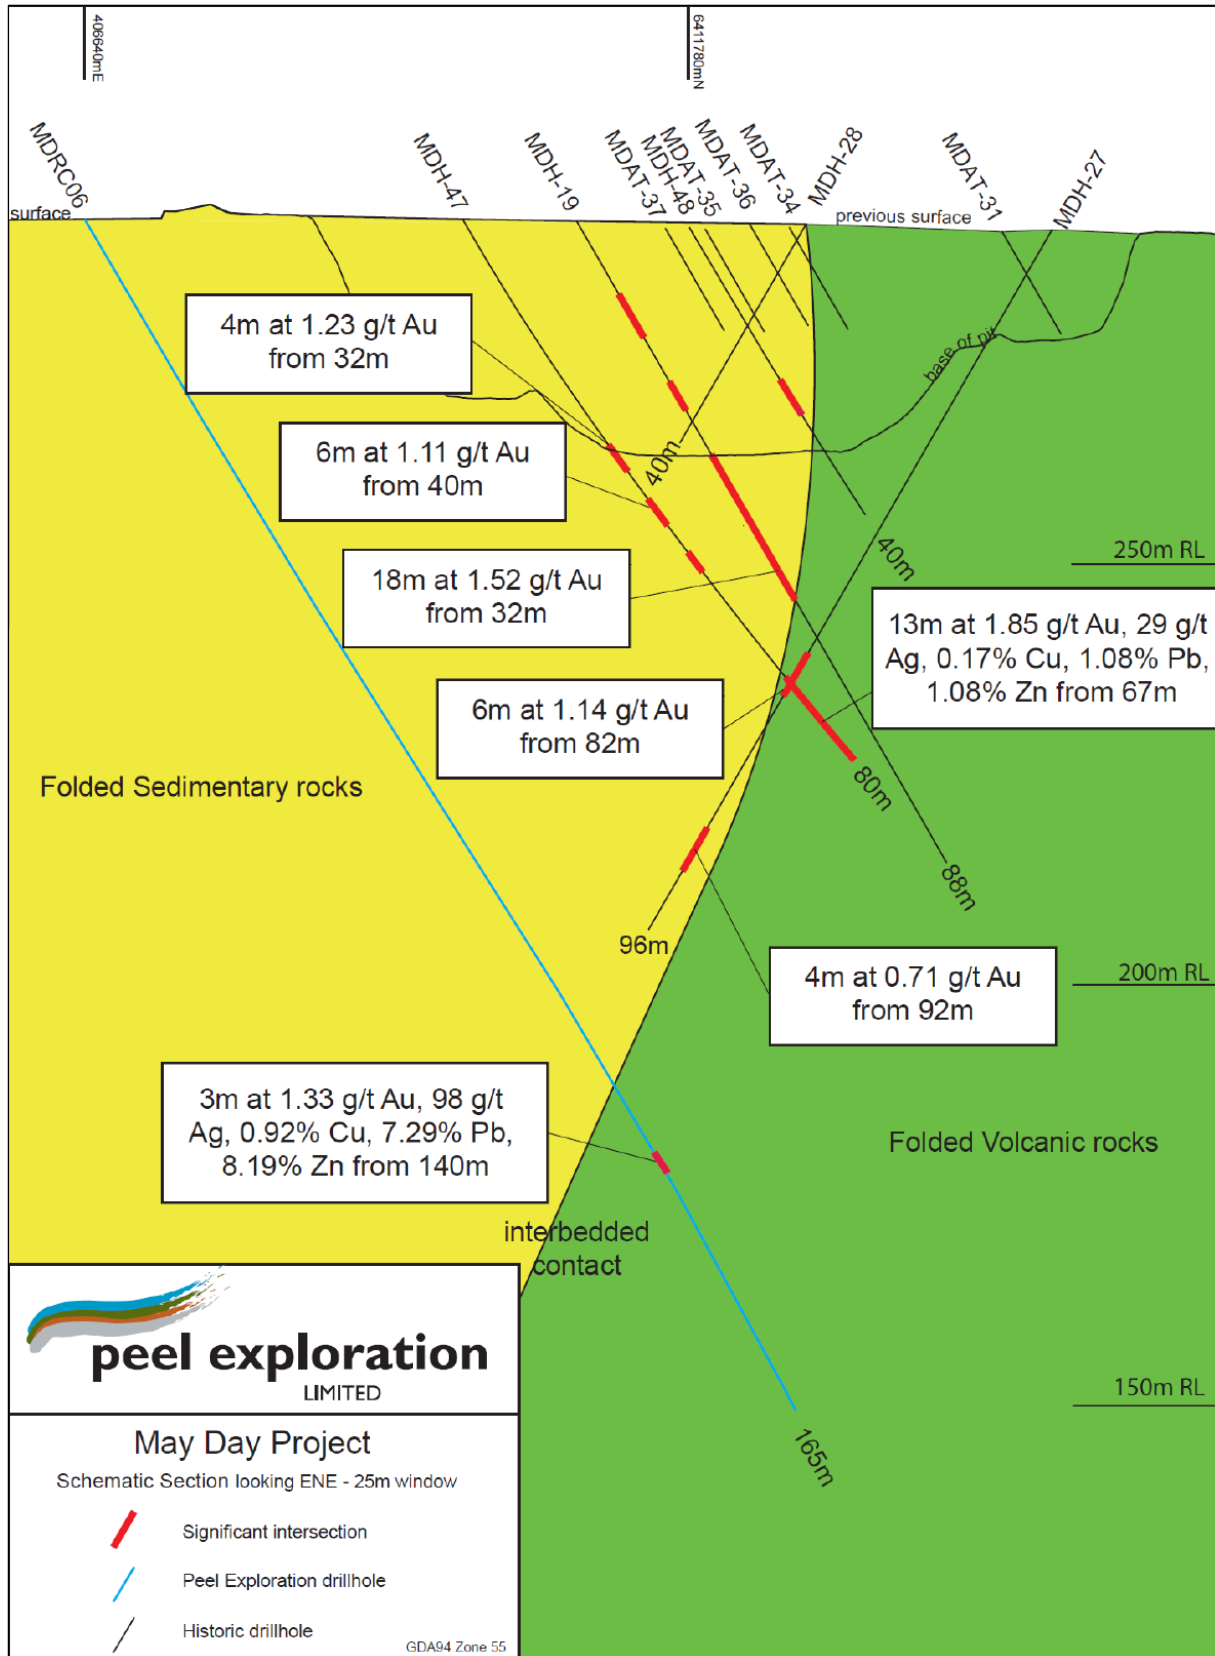 406640mE
6411780mN
MDRC06
MDH-47
MDH-19
MDAT-37
MDH-48
MDAT-35
MDAT-36
MDAT-34
MDH-28
MDAT-31
MDH-27
surface
previous surface
4m at 1.23 g/t Au
from 32m
base of pit
6m at 1.11 g/t Au
from 40m
40m
40m
250m RL
18m at 1.52 g/t Au
from 32m
13m at 1.85 g/t Au, 29 g/t
Ag, 0.17% Cu, 1.08% Pb,
1.08% Zn from 67m
6m at 1.14 g/t Au
from 82m
Folded Sedimentary rocks
80m
88m
96m
4m at 0.71 g/t Au
from 92m
200m RL
3m at 1.33 g/t Au, 98 g/t
Ag, 0.92% Cu, 7.29% Pb,
8.19% Zn from 140m
Folded Volcanic rocks
interbedded
contact
peel exploration
LIMITED
150m RL
165m
May Day Project
Schematic Section looking ENE - 25m window
Significant intersection
Peel Exploration drillhole
Historic drillhole
GDA94 Zone 55